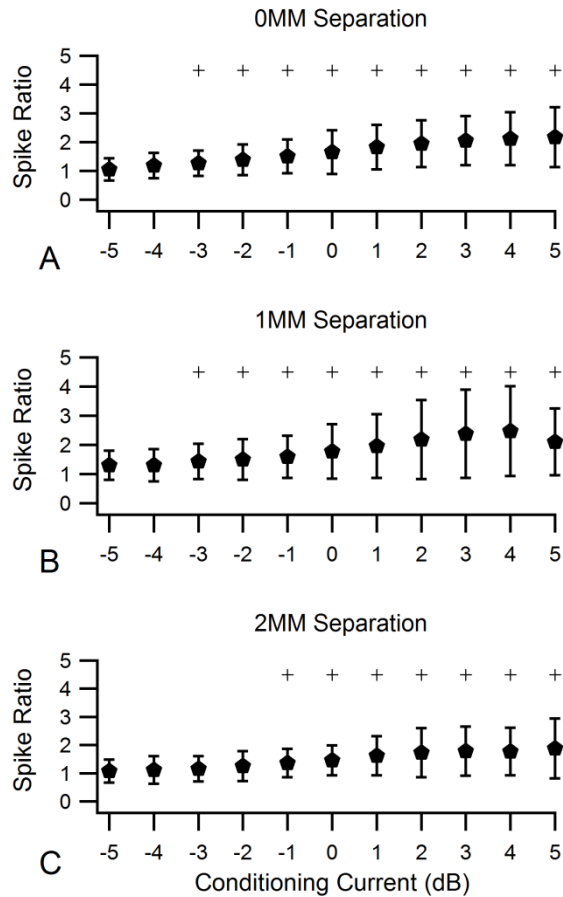 0MM Separation
5
4
3
2
1
0
Spike Ratio
+ + + + + + + + +
-5 -4 -3 -2 -1 0 1 2 3 4 5
A
1MM Separation
5
4
3
2
1
0
Spike Ratio
+ + + + + + + + +
-5 -4 -3 -2 -1 0 1 2 3 4 5
B
2MM Separation
5
4
3
2
1
0
Spike Ratio
+ + + + + + +
-5 -4 -3 -2 -1 0 1 2 3 4 5
C
Conditioning Current (dB)